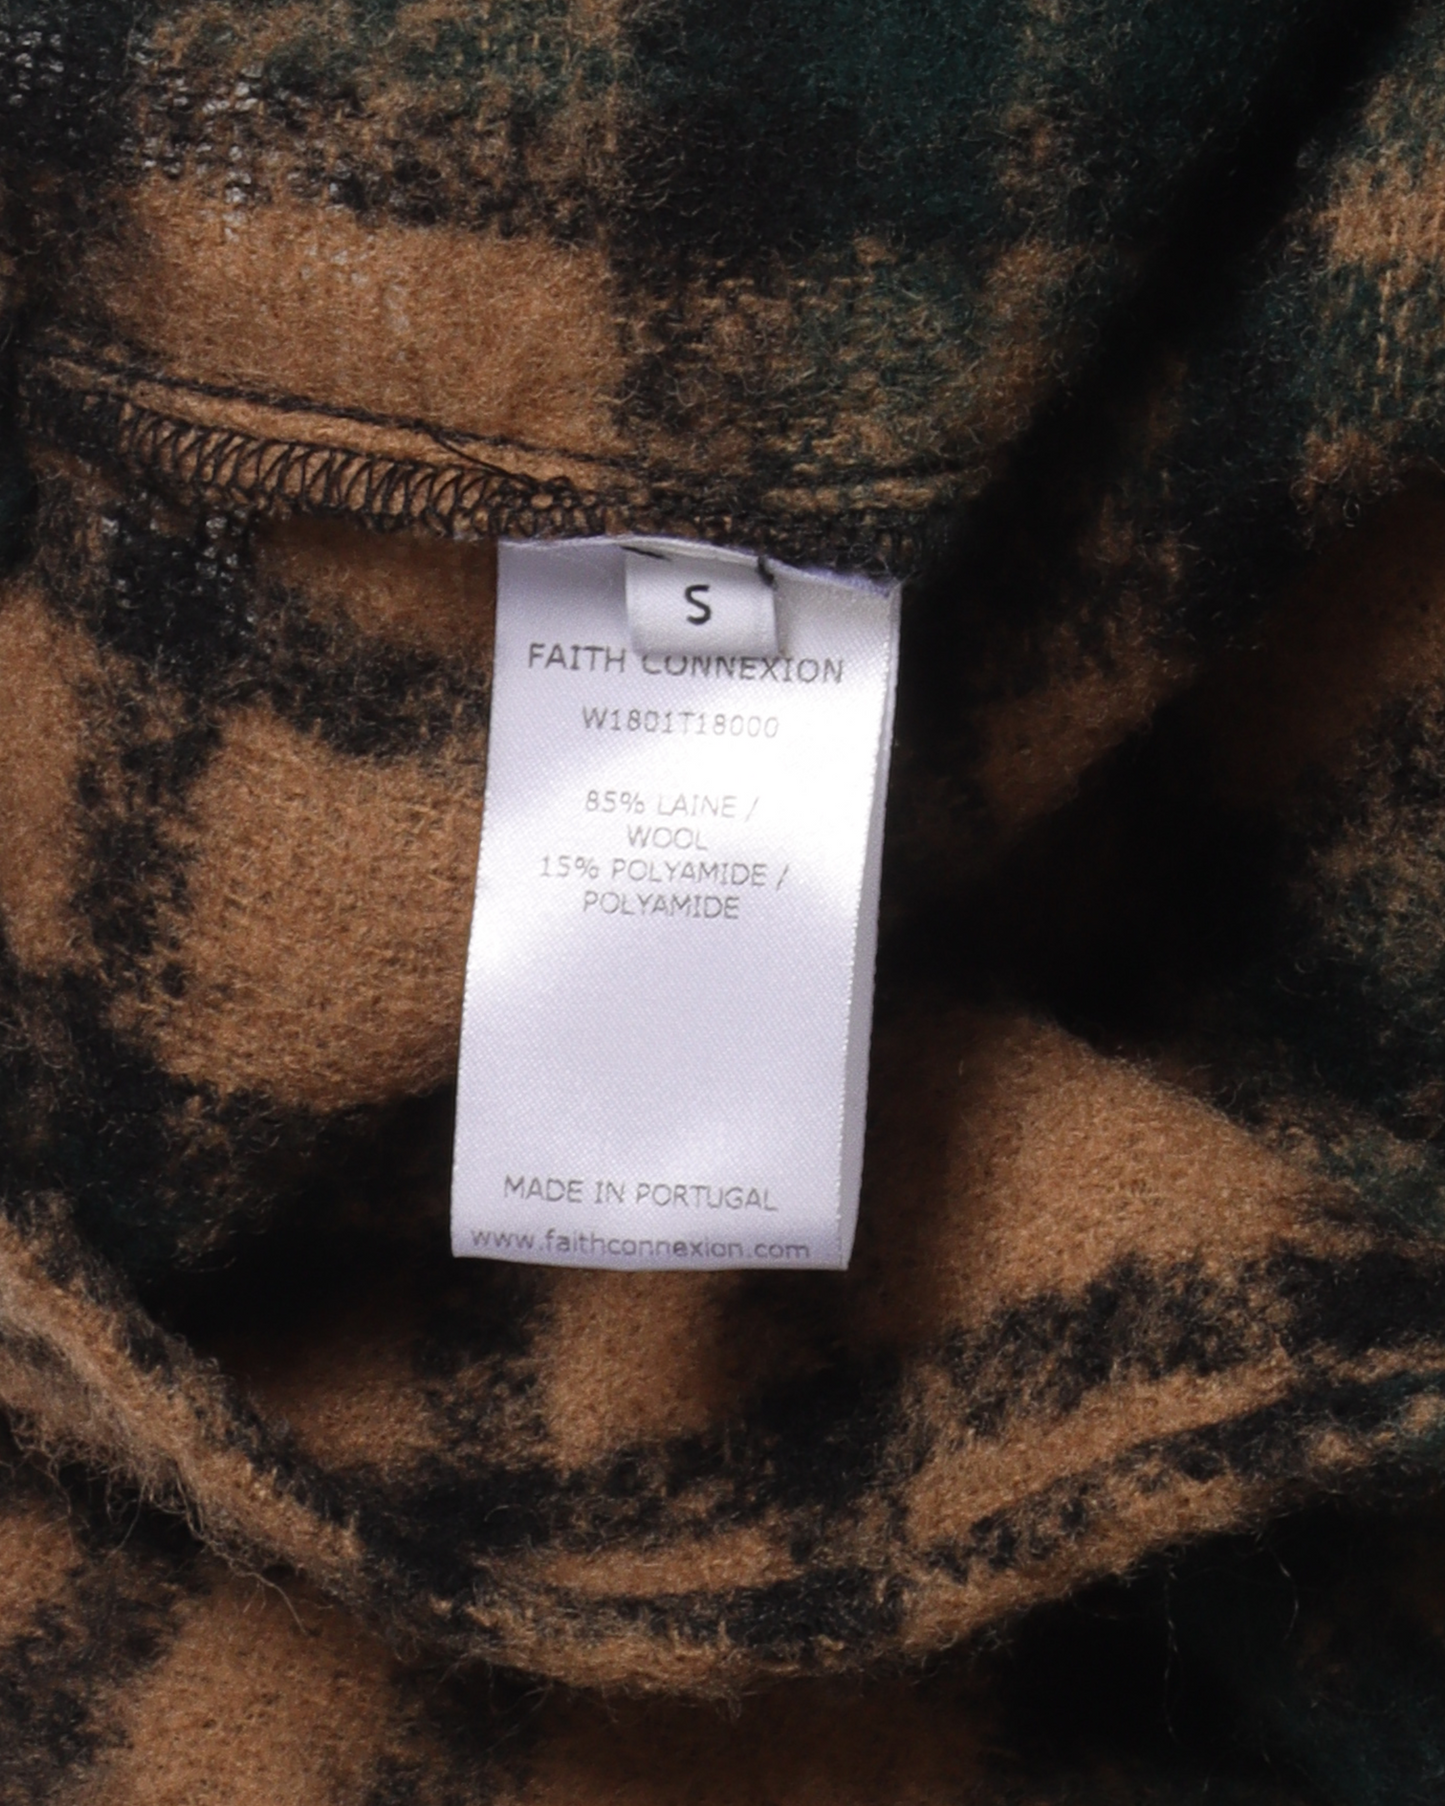 S
FAITH CONNEXION
W1801T18000
85% LAINE /
WOOL
15% POLYAMIDE /
POLYAMIDE
MADE IN PORTUGAL
www.faithconnexion.com